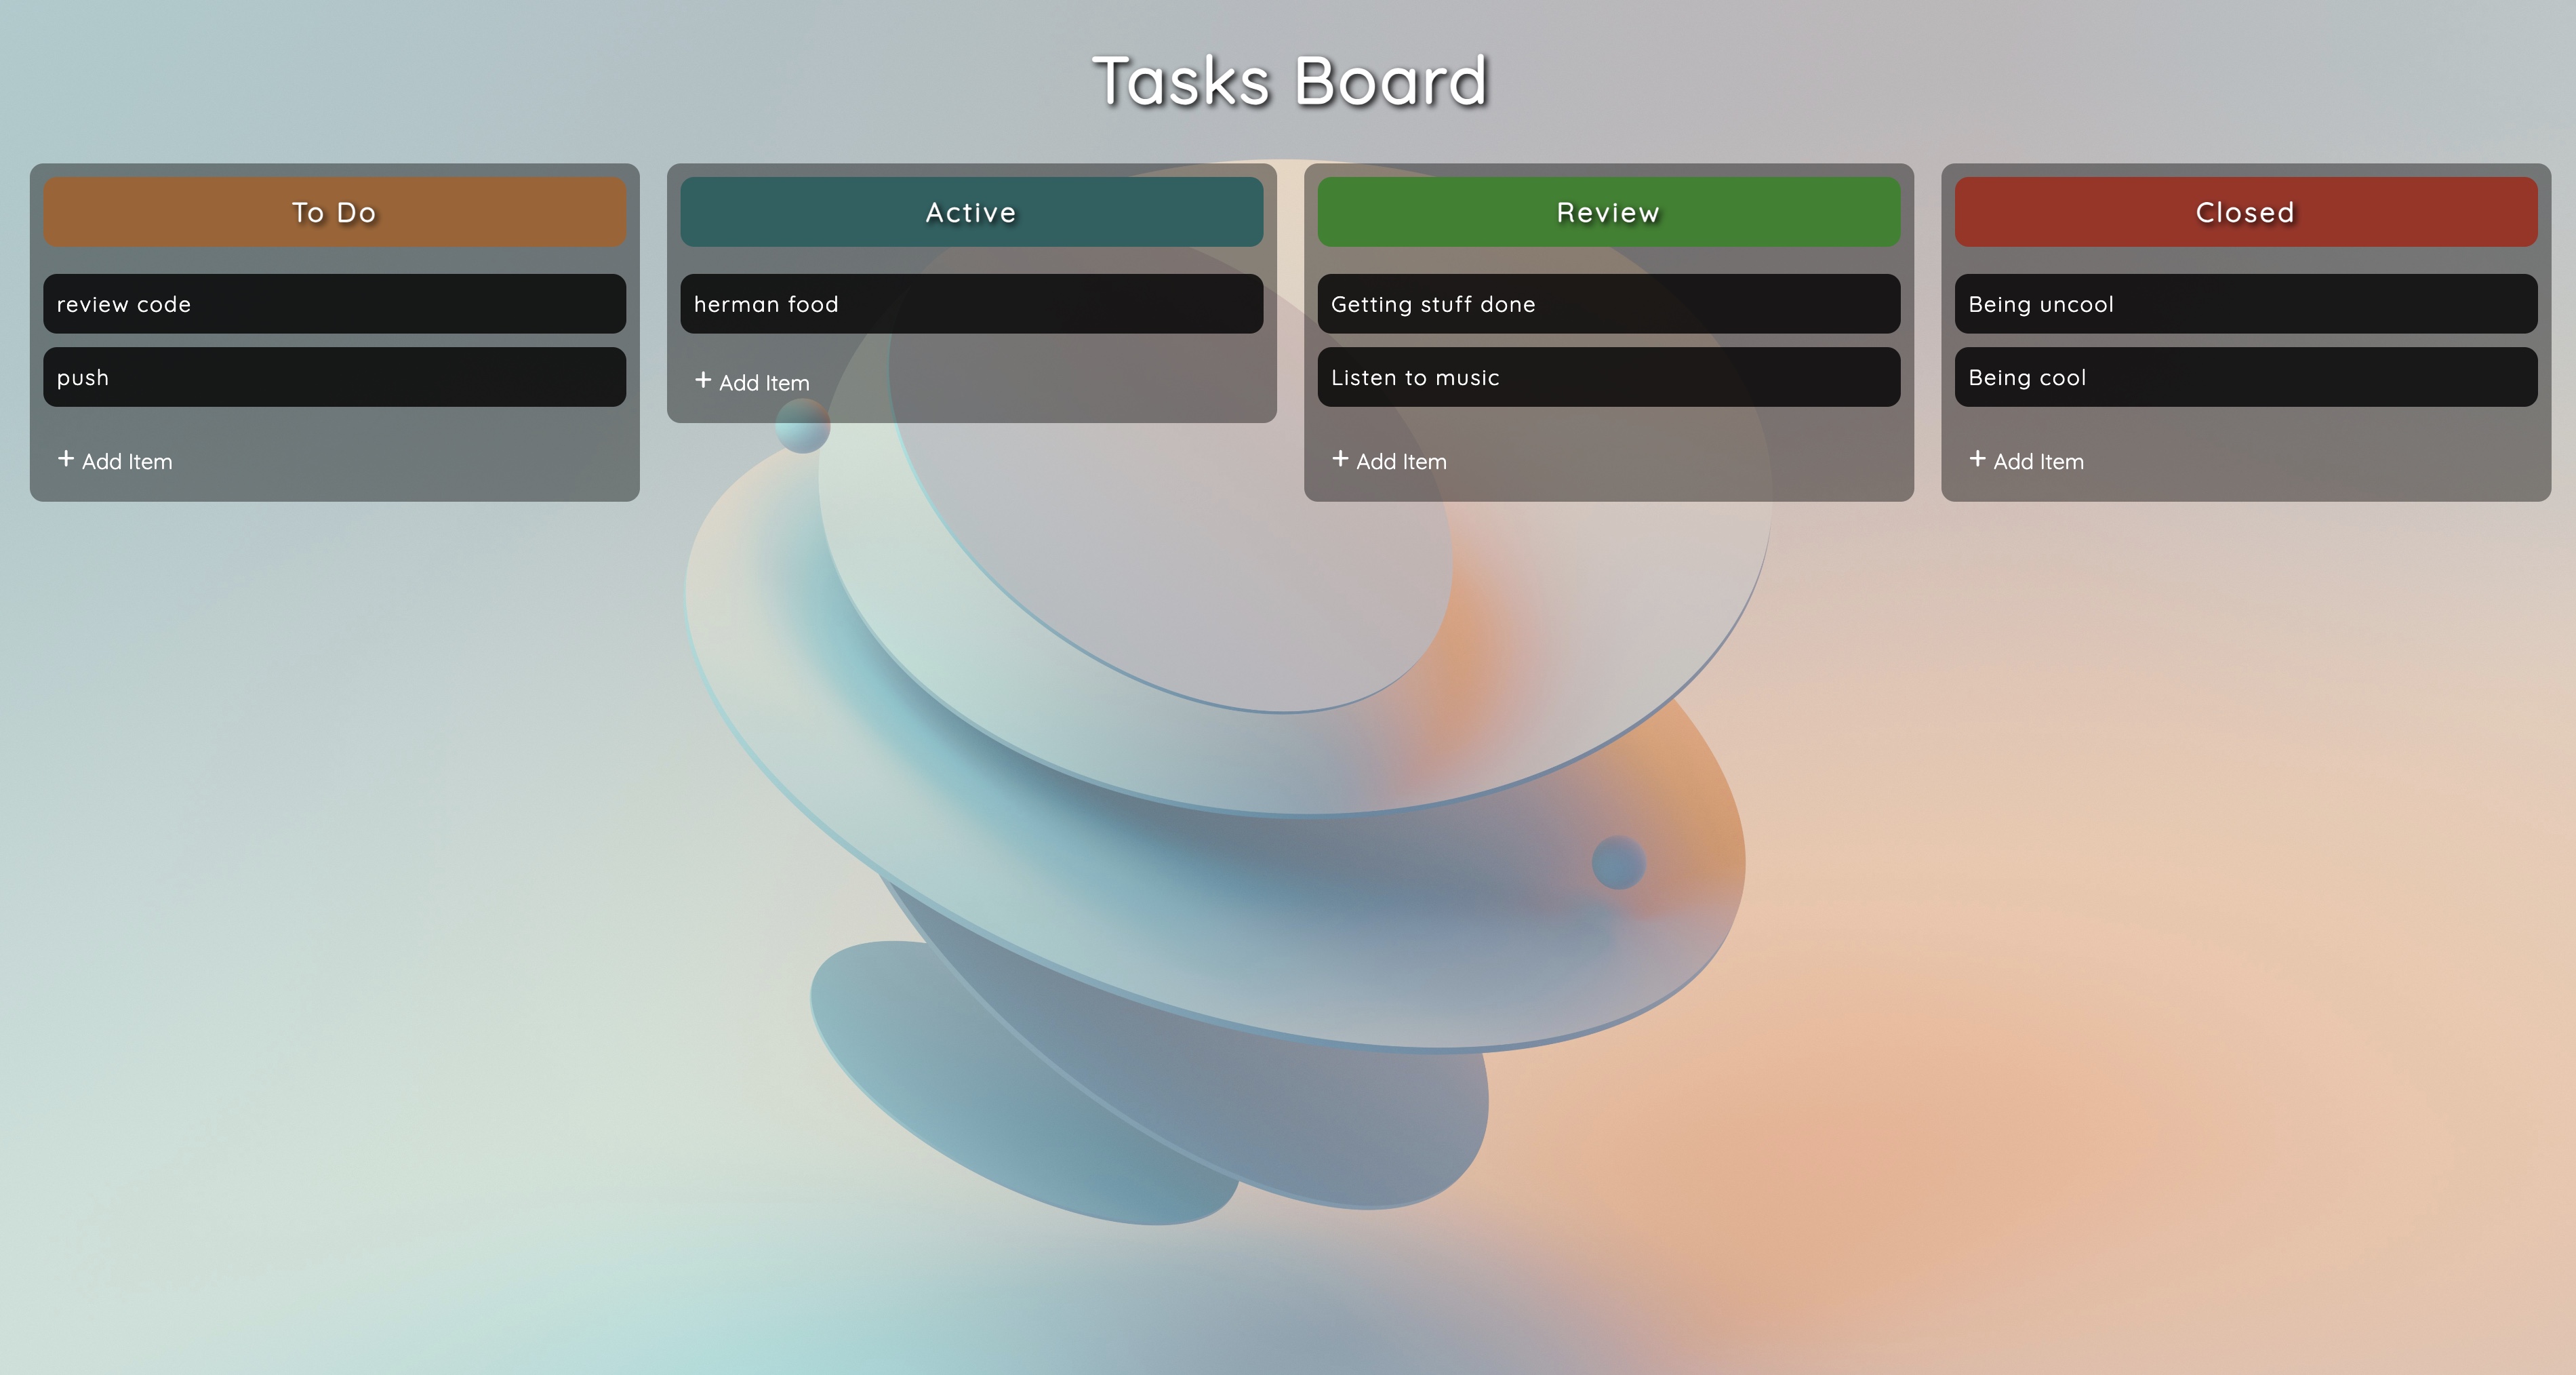 Tasks Board
To Do
review code
push
+ Add Item
Active
herman food
+ Add Item
Review
Getting stuff done
Listen to music
+ Add Item
Closed
Being uncool
Being cool
+ Add Item